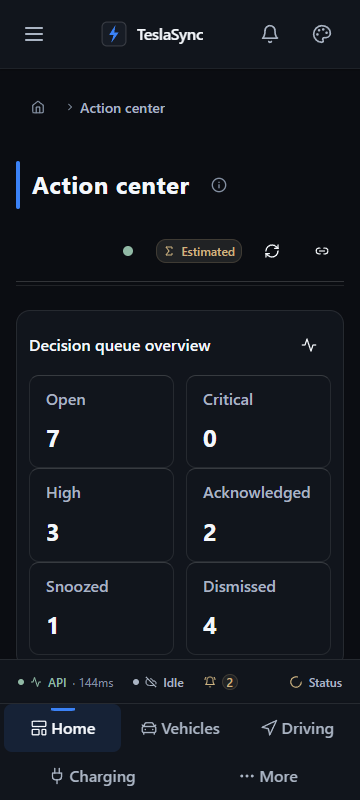 TeslaSync
Action center
Action center
Estimated
Decision queue overview
Open
Critical
7
0
High
Acknowledged
3
2
Snoozed
Dismissed
1
4
API · 144ms
Idle
2
Status
Home
Vehicles
Driving
Charging
More